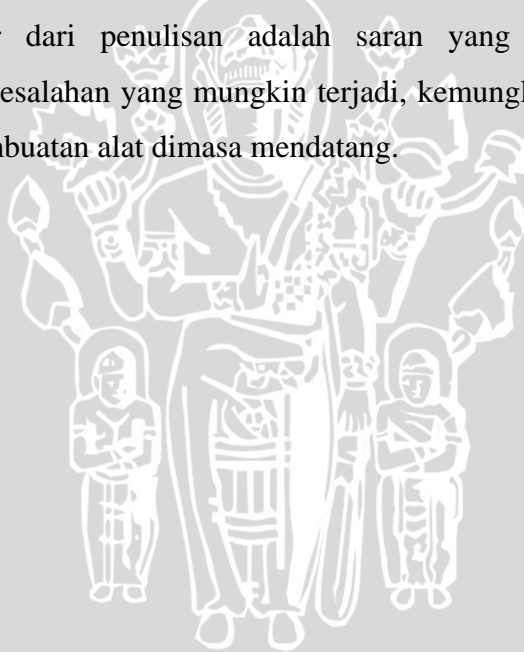 dari penulisan adalah saran yang
esalahan yang mungkin terjadi, kemungk
buatan alat dimasa mendatang.